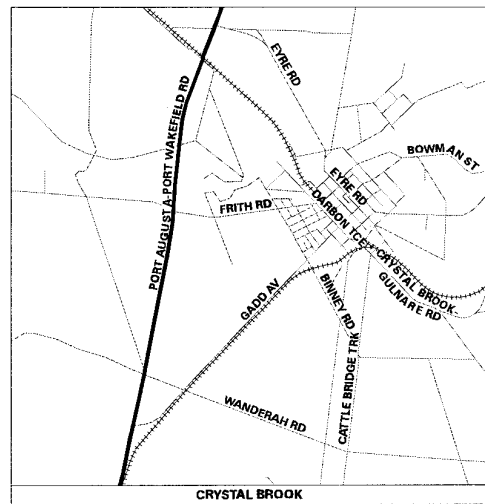 EYRE RD
PORT AUGUSTA-PORT WAKEFIELD RD
BOWMAN ST
EYRE RD
FRITH RD
DARBON TCE
CRYSTAL BROOK
GULNARE RD
GADD AV
BINNEY RD
CATTLE BRIDGE TRK
WANDERAH RD
CRYSTAL BROOK